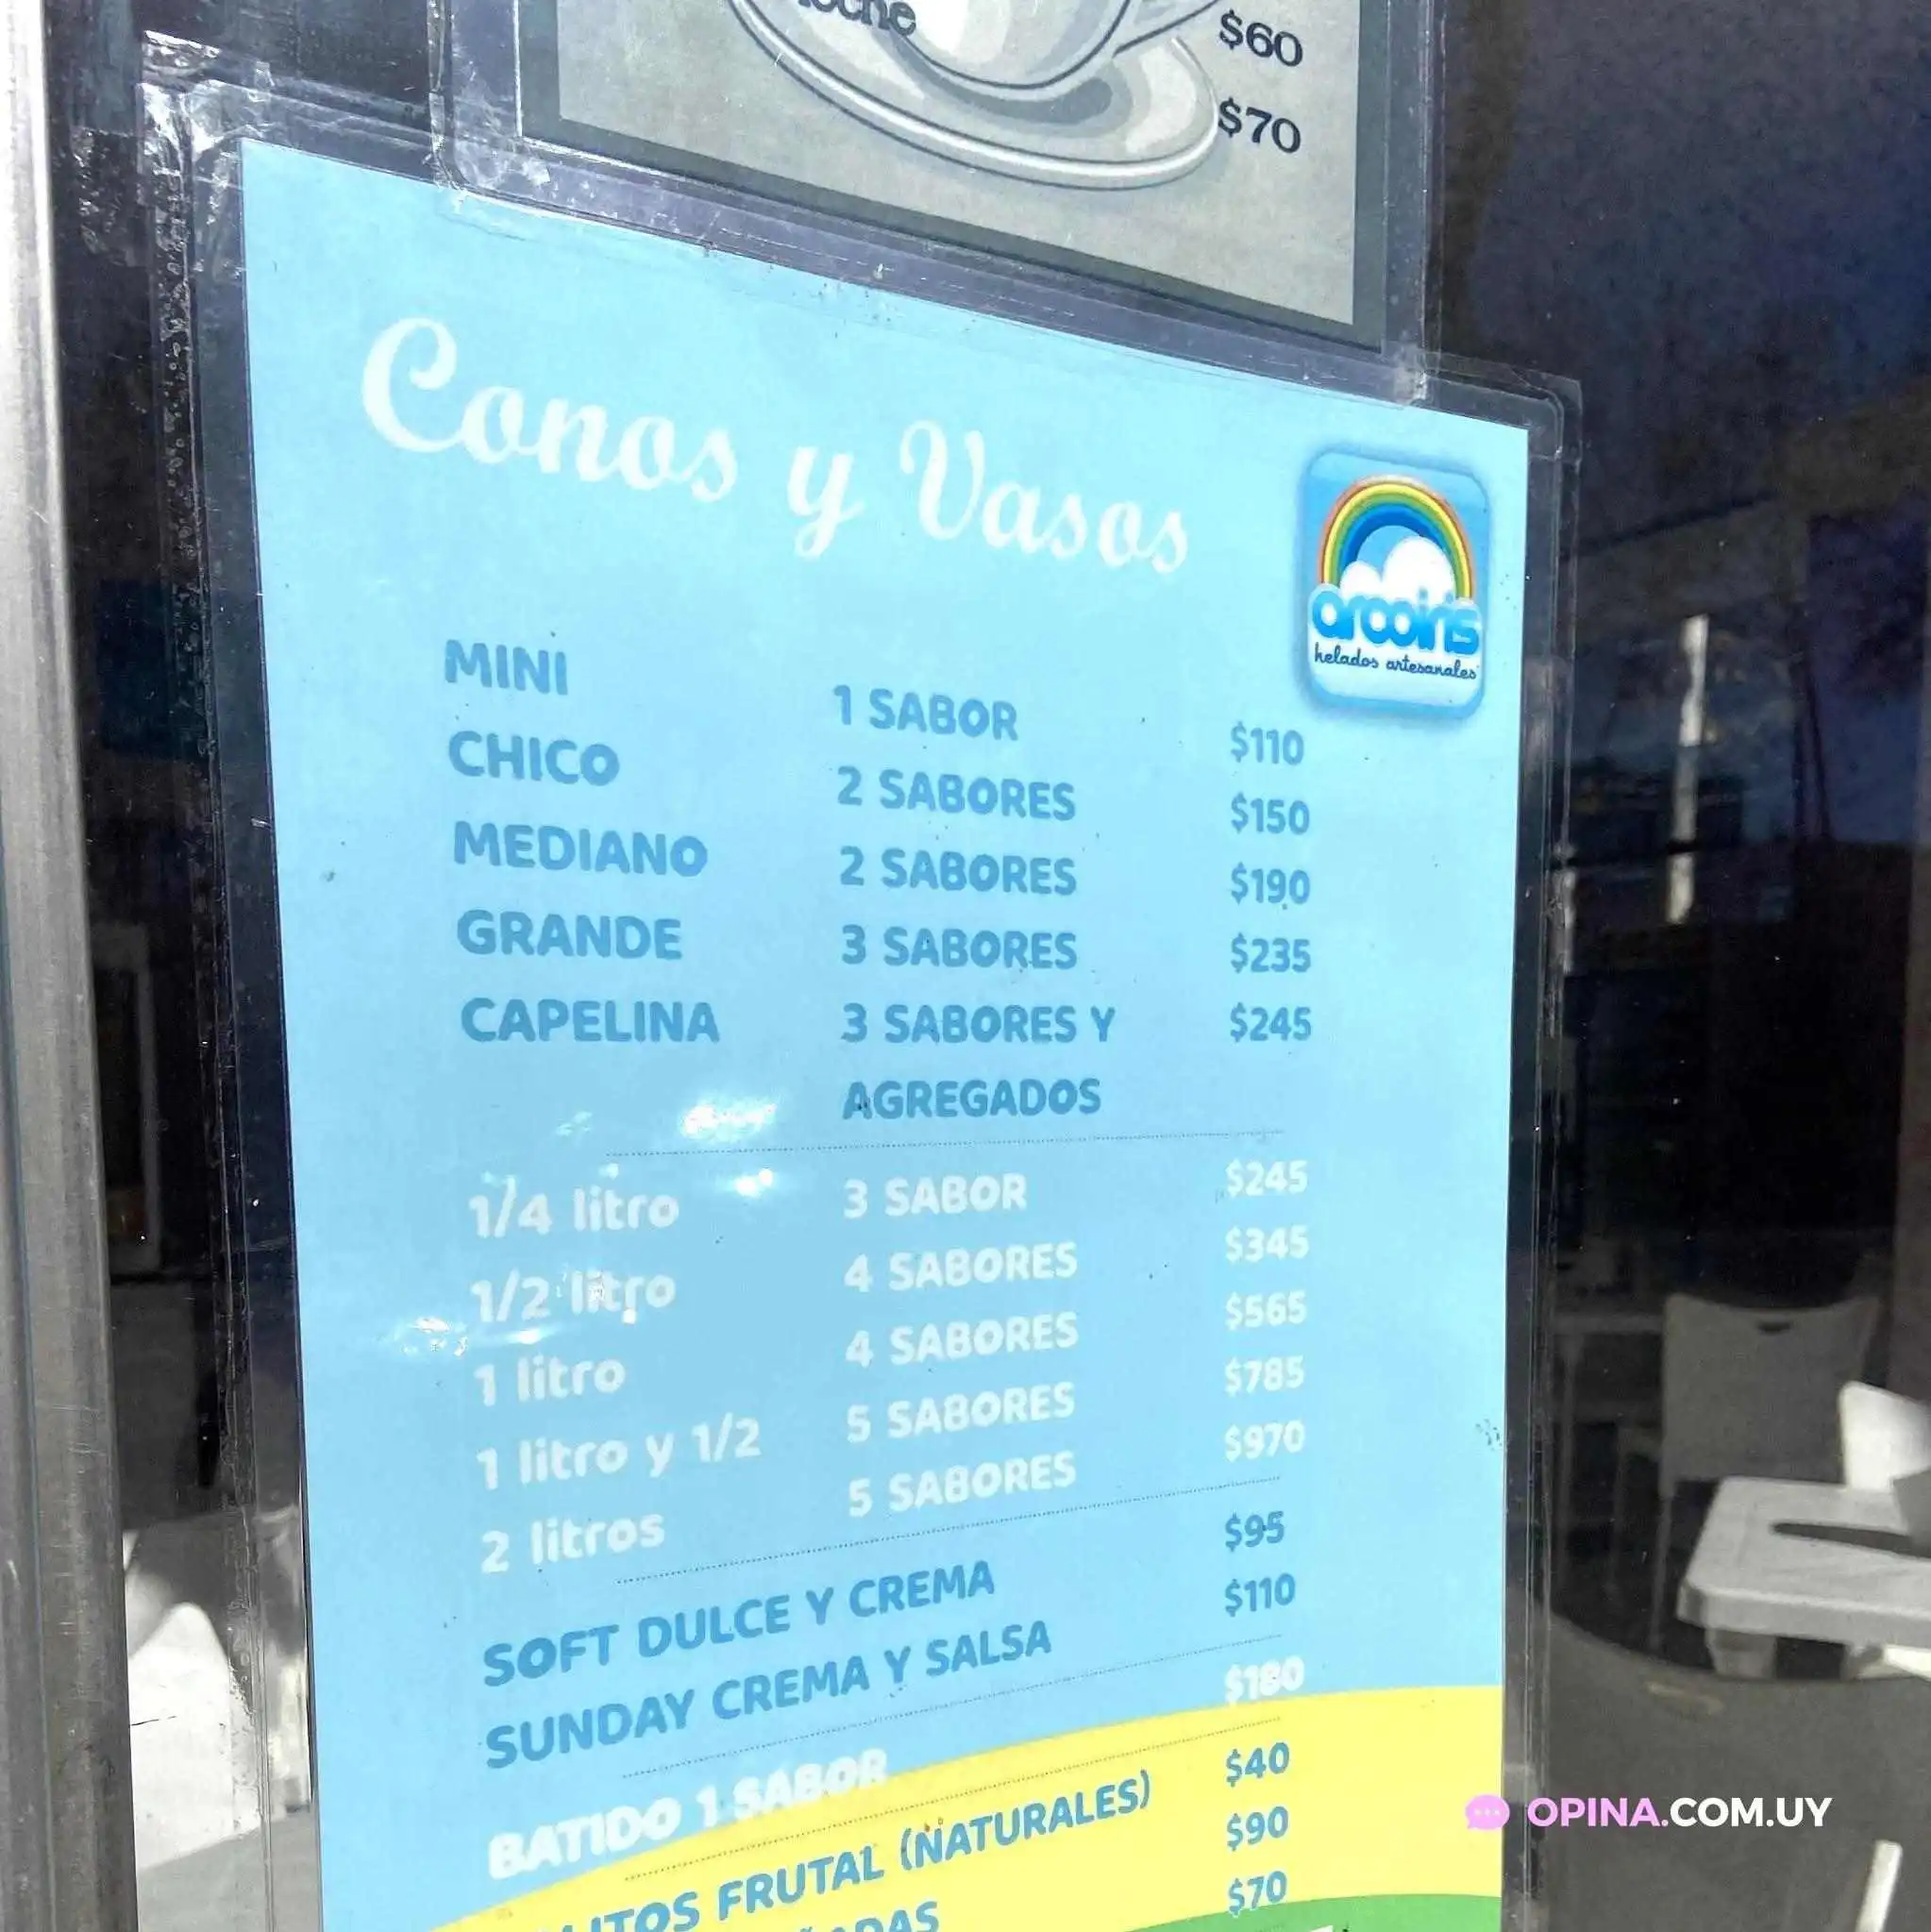 $60
$70
Conos y Vasos
arcoiris
helados artesanales
MINI 1 SABOR $110
CHICO 2 SABORES $150
MEDIANO 2 SABORES $190
GRANDE 3 SABORES $235
CAPELINA 3 SABORES Y $245
AGREGADOS
1/4 litro 3 SABOR $245
1/2 litro 4 SABORES $345
1 litro 4 SABORES $565
1 litro y 1/2 5 SABORES $785
2 litros 5 SABORES $970
SOFT DULCE Y CREMA $95
SUNDAY CREMA Y SALSA $110
BATIDO 1 SABOR $180
FRUTAL (NATURALES) $40
$90
$70
OPINA.COM.UY